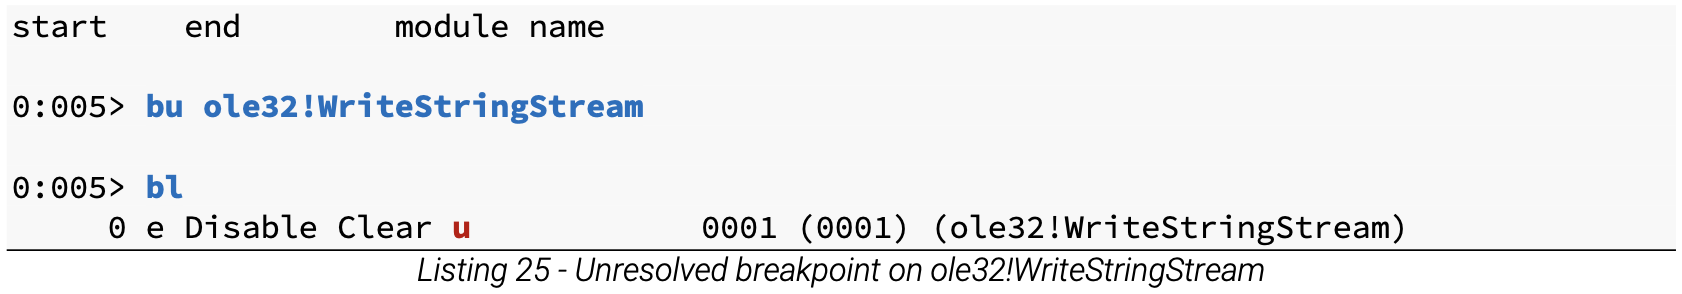 start    end        module name
0:005> bu ole32!WriteStringStream
0:005> bl
     0 e Disable Clear u            0001 (0001) (ole32!WriteStringStream)
Listing 25 - Unresolved breakpoint on ole32!WriteStringStream